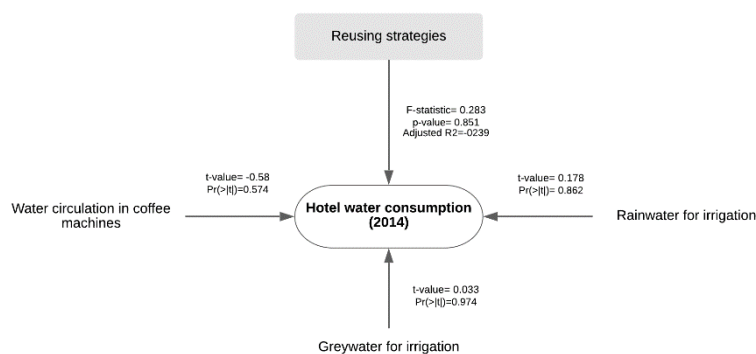 Reusing strategies
F-statistic= 0.283
p-value= 0.851
Adjusted R2=-0239
t-value= -0.58
Pr(>|t|)=0.574
t-value= 0.178
Pr(>|t|)= 0.862
Water circulation in coffee
machines
Hotel water consumption
(2014)
Rainwater for irrigation
t-value= 0.033
Pr(>|t|)=0.974
Greywater for irrigation